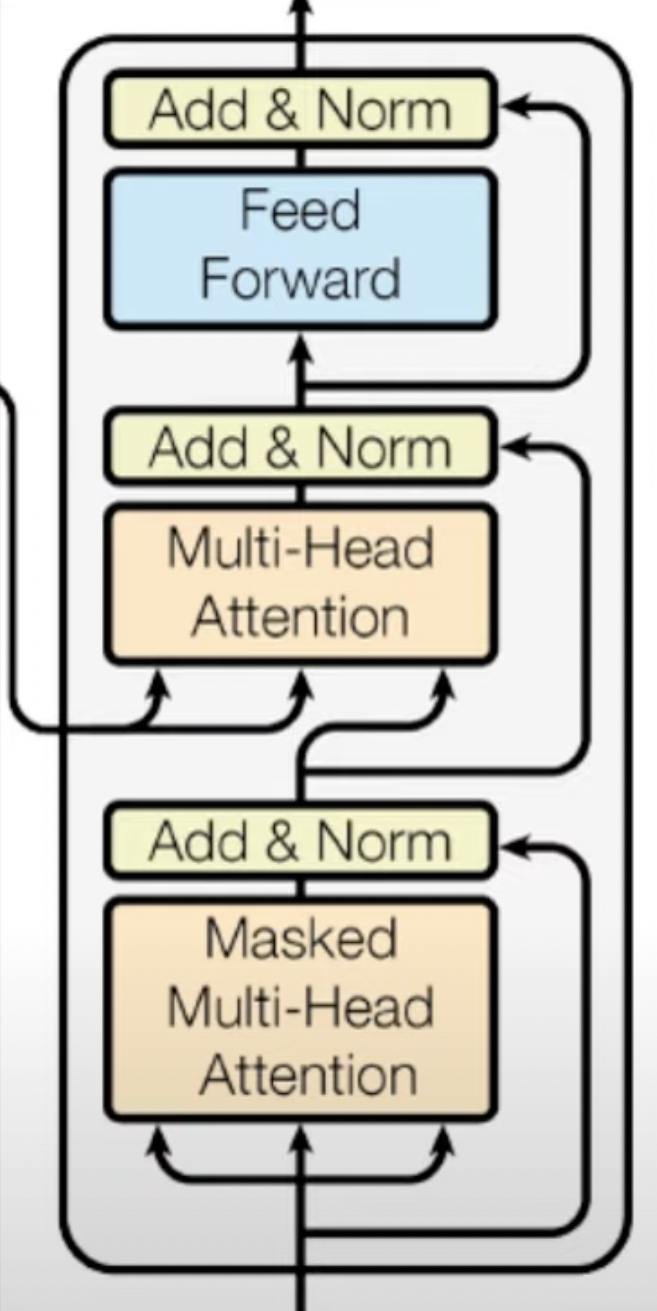 Add & Norm
Feed
Forward
Add & Norm
Multi-Head
Attention
Add & Norm
Masked
Multi-Head
Attention